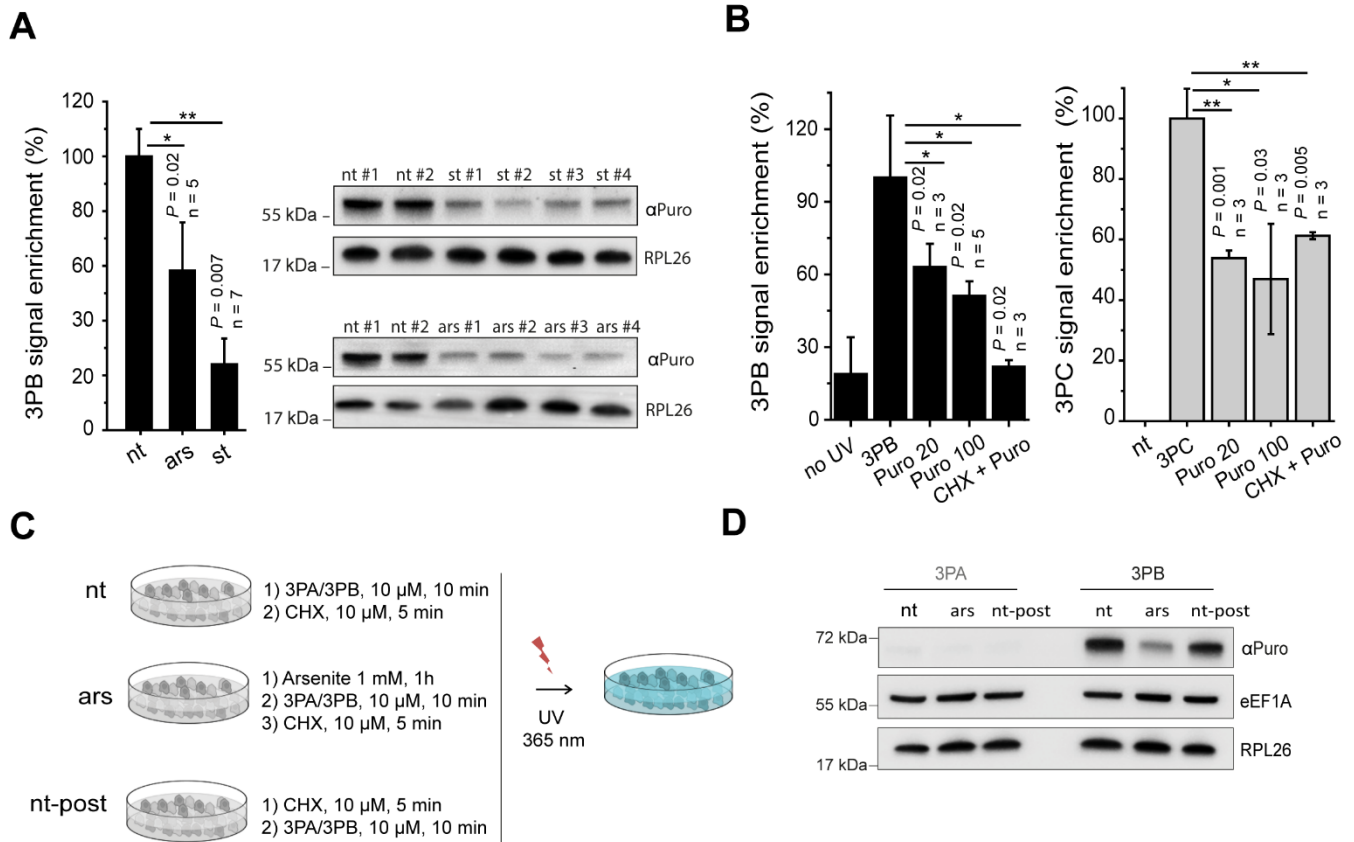 A
3PB signal enrichment (%)
120
100
80
60
40
20
0
**
*
P = 0.02
n = 5
P = 0.007
n = 7
nt
ars
st
nt #1 nt #2 st #1 st #2 st #3 st #4
55 kDa
αPuro
17 kDa
RPL26
nt #1 nt #2 ars #1 ars #2 ars #3 ars #4
55 kDa
αPuro
17 kDa
RPL26
B
3PB signal enrichment (%)
120
90
60
30
0
*
*
*
P = 0.02
n = 3
P = 0.02
n = 5
P = 0.02
n = 3
no UV
3PB
Puro 20
Puro 100
CHX + Puro
3PC signal enrichment (%)
100
80
60
40
20
0
**
*
**
P = 0.001
n = 3
P = 0.03
n = 3
P = 0.005
n = 3
nt
3PC
Puro 20
Puro 100
CHX + Puro
C
nt
1) 3PA/3PB, 10 µM, 10 min
2) CHX, 10 µM, 5 min
ars
1) Arsenite 1 mM, 1h
2) 3PA/3PB, 10 µM, 10 min
3) CHX, 10 µM, 5 min
nt-post
1) CHX, 10 µM, 5 min
2) 3PA/3PB, 10 µM, 10 min
UV
365 nm
D
3PA 3PB
nt ars nt-post nt ars nt-post
72 kDa
αPuro
55 kDa
eEF1A
17 kDa
RPL26